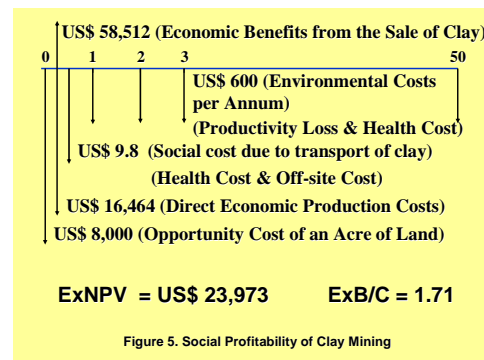 US$ 58,512 (Economic Benefits from the Sale of Clay)
0 1 2 3 50
US$ 600 (Environmental Costs
per Annum)
(Productivity Loss & Health Cost)
US$ 9.8 (Social cost due to transport of clay)
(Health Cost & Off-site Cost)
US$ 16,464 (Direct Economic Production Costs)
US$ 8,000 (Opportunity Cost of an Acre of Land)
ExNPV = US$ 23,973 ExB/C = 1.71
Figure 5. Social Profitability of Clay Mining